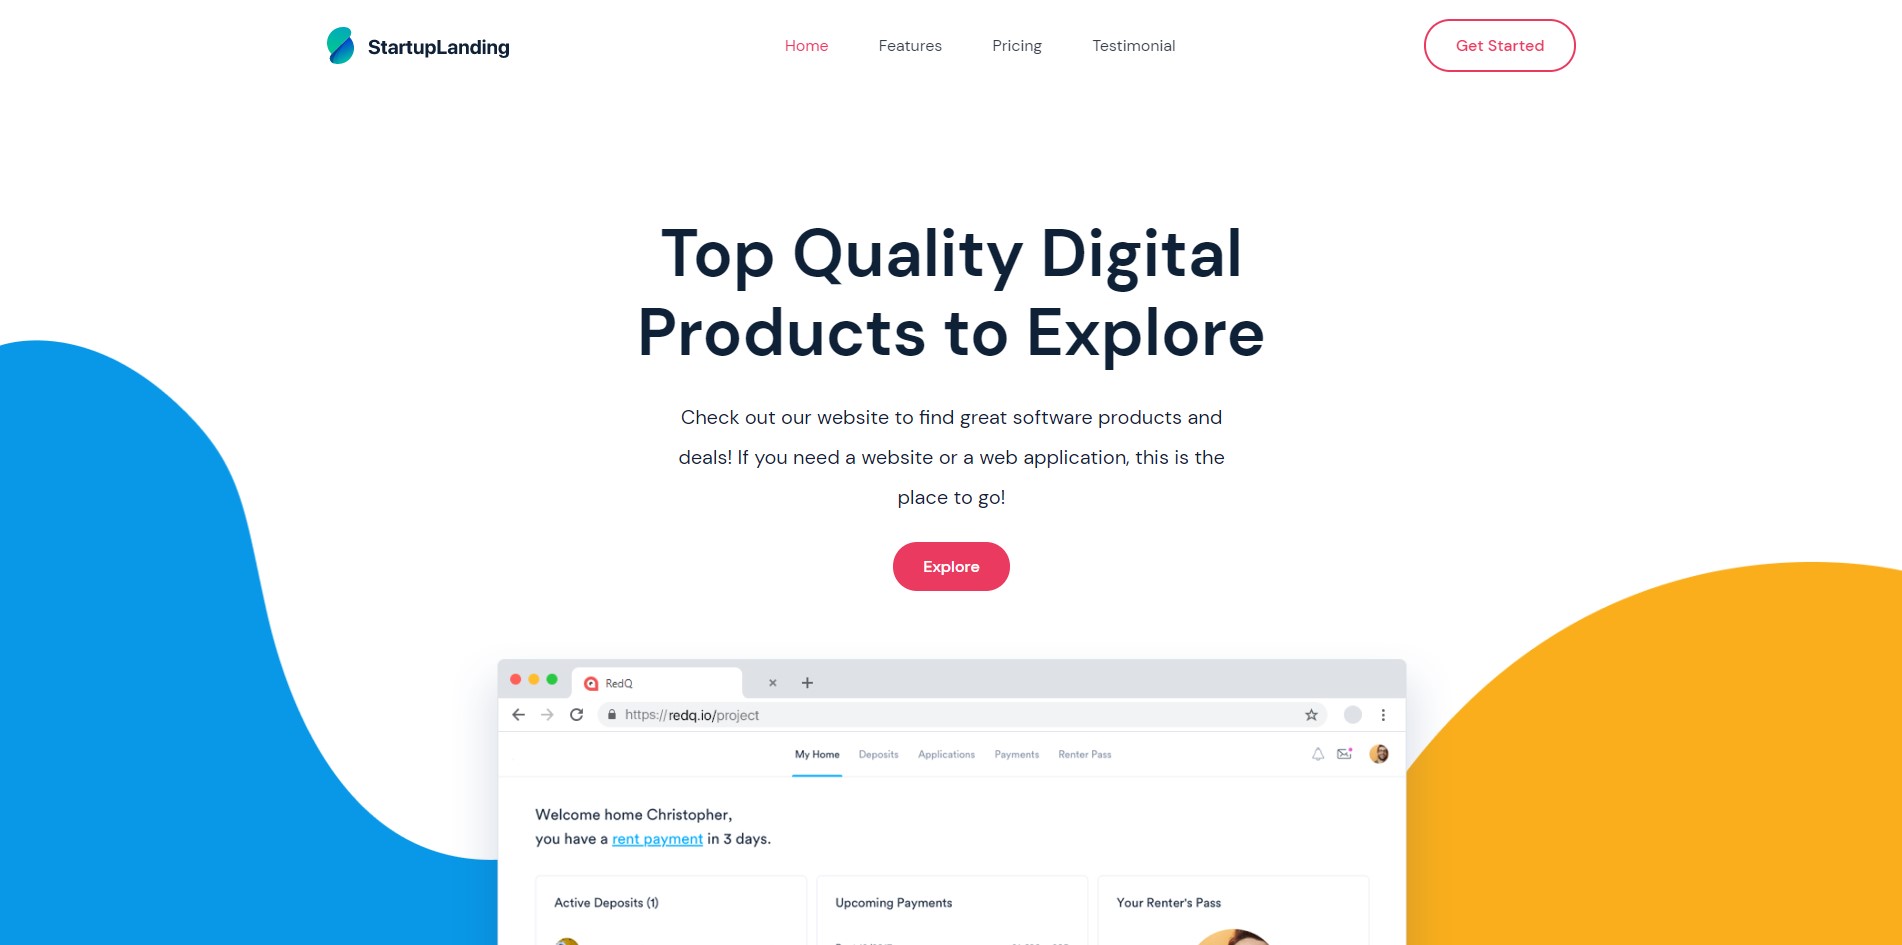 StartupLanding
Home
Features
Pricing
Testimonial
Get Started
Top Quality Digital
Products to Explore
Check out our website to find great software products and
deals! If you need a website or a web application, this is the
place to go!
Explore
RedQ
https://redq.io/project
My Home
Deposits
Applications
Payments
Renter Pass
Welcome home Christopher,
you have a rent payment in 3 days.
Active Deposits (1)
Upcoming Payments
Your Renter's Pass